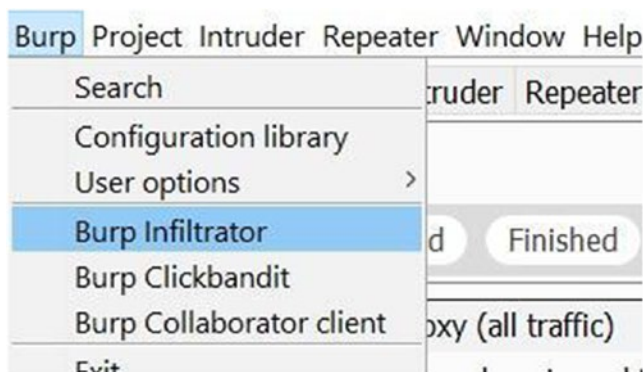 Burp Project Intruder Repeater Window Help
Search
truder Repeater
Configuration library
User options >
Burp Infiltrator
d Finished
Burp Clickbandit
Burp Collaborator client
oxy (all traffic)
Exit